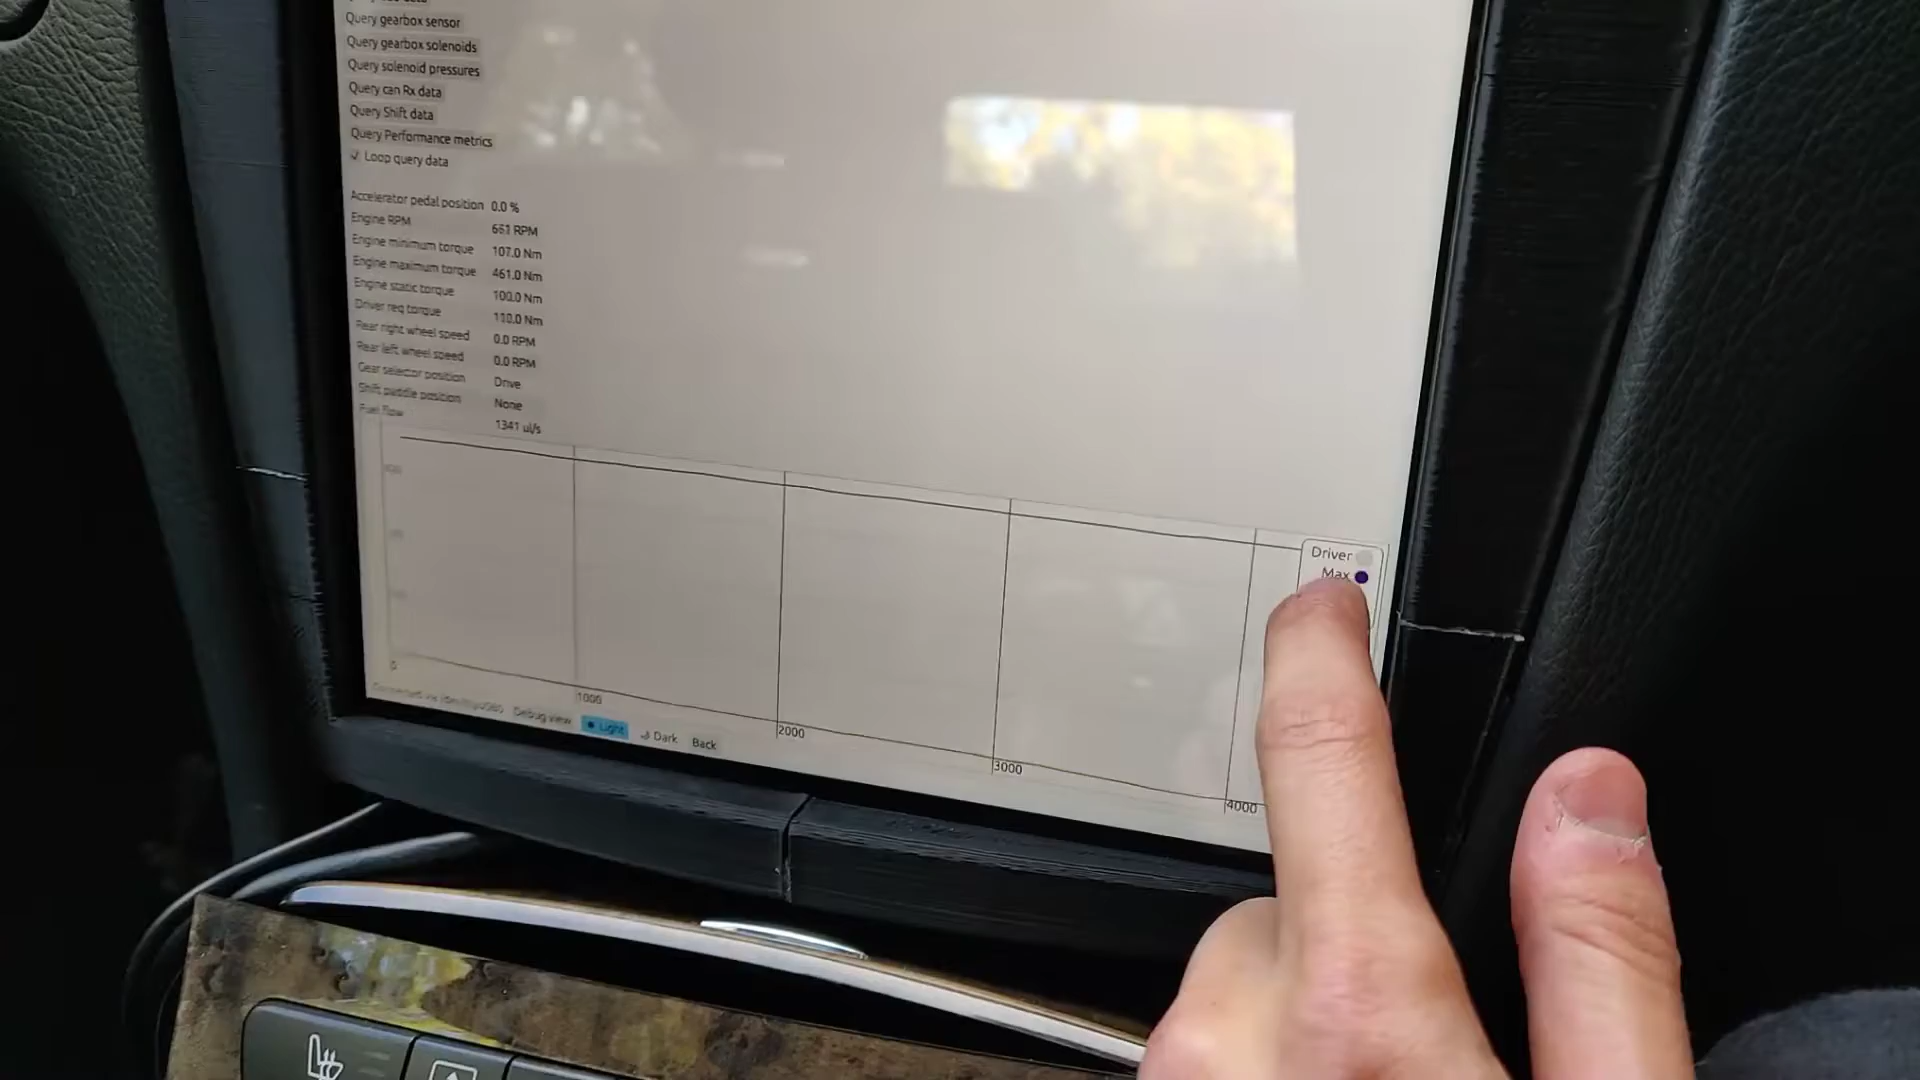 Query gearbox sensor
Query gearbox solenoids
Query solenoid pressures
Query can Rx data
Query Shift data
Query Performance metrics
Loop query data
Accelerator pedal position 0.0 %
Engine RPM 661 RPM
Engine minimum torque 107.0 Nm
Engine maximum torque 461.0 Nm
Engine static torque 100.0 Nm
Driver req torque 110.0 Nm
Rear right wheel speed 0.0 RPM
Rear left wheel speed 0.0 RPM
Gear selector position Drive
Shift paddle position None
Fuel flow 1341 ul/s
Driver
Max
0
1000
2000
3000
4000
Debug view Light Dark Back